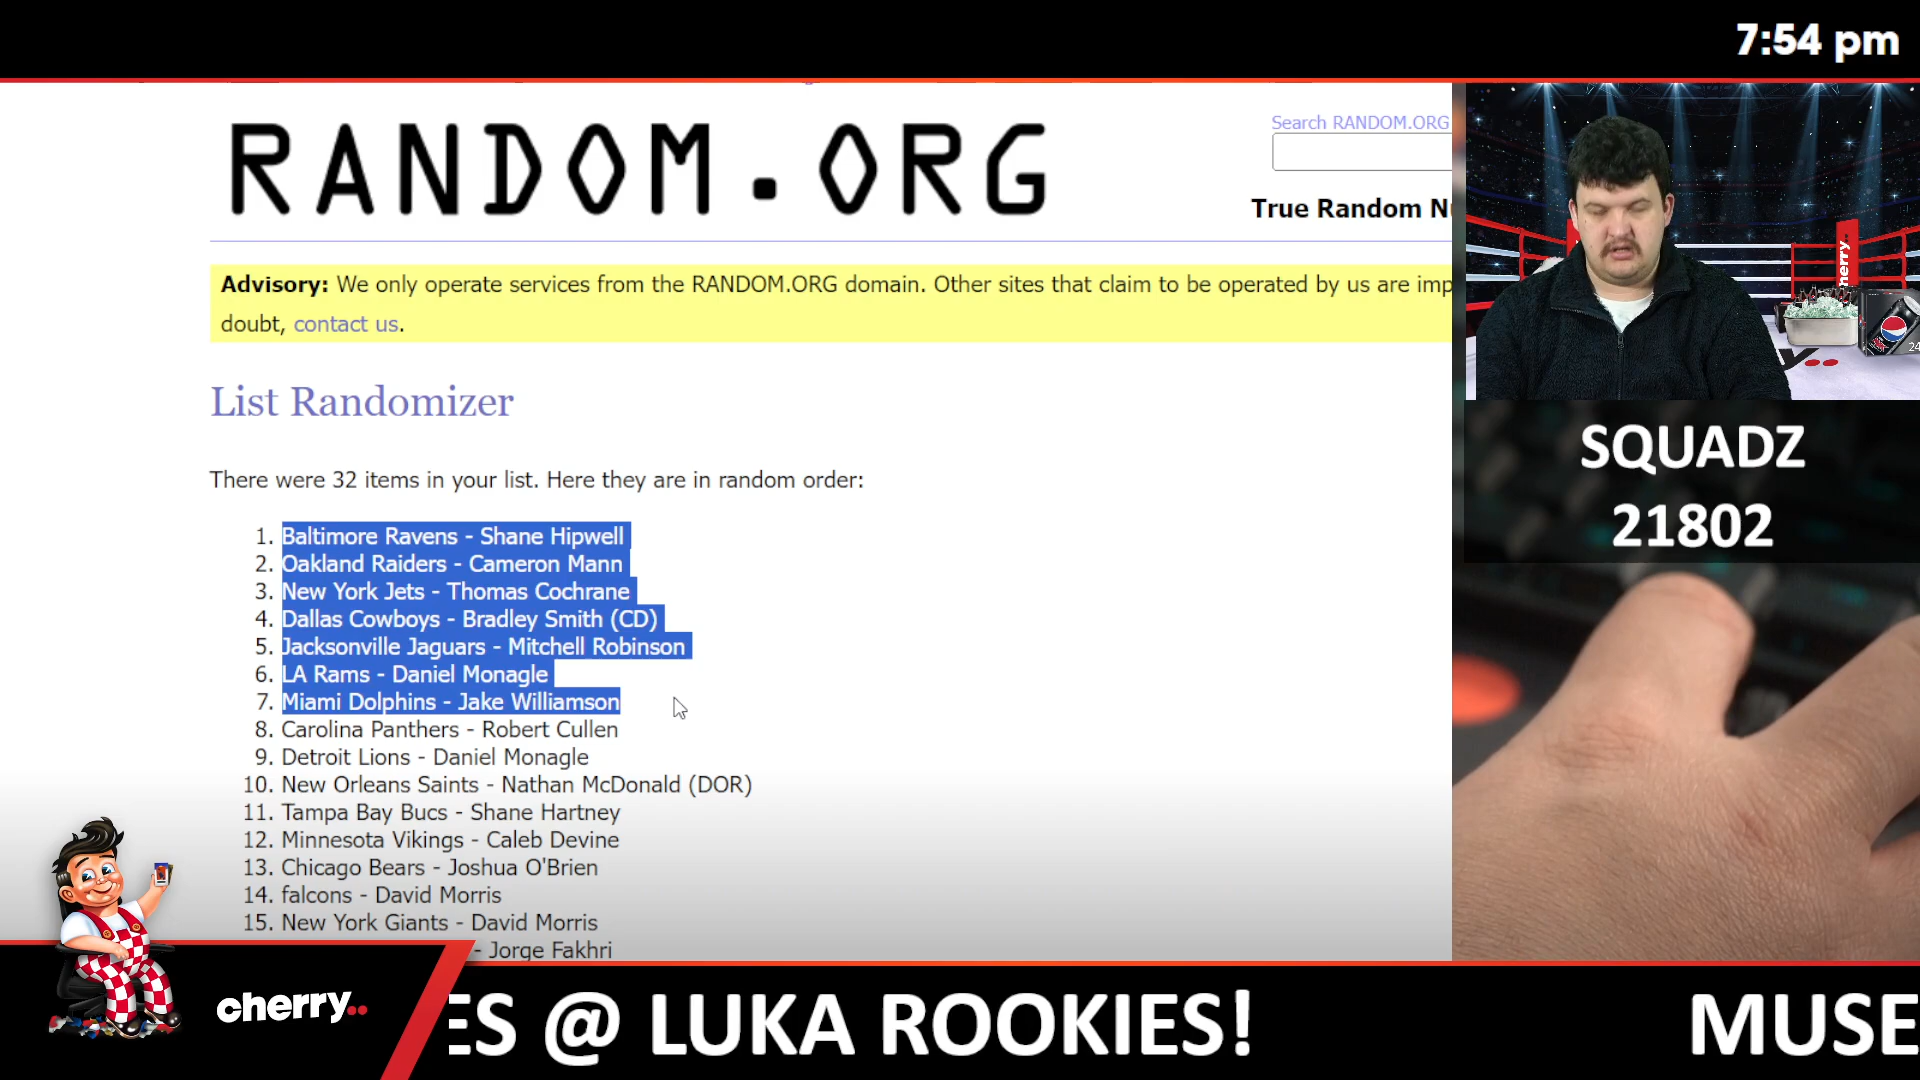 7:54 pm
RANDOM.ORG
Search RANDOM.ORG
True Random
Advisory: We only operate services from the RANDOM.ORG domain. Other sites that claim to be operated by us are
doubt, contact us.
List Randomizer
There were 32 items in your list. Here they are in random order:
1. Baltimore Ravens - Shane Hipwell
2. Oakland Raiders - Cameron Mann
3. New York Jets - Thomas Cochrane
4. Dallas Cowboys - Bradley Smith (CD)
5. Jacksonville Jaguars - Mitchell Robinson
6. LA Rams - Daniel Monagle
7. Miami Dolphins - Jake Williamson
8. Carolina Panthers - Robert Cullen
9. Detroit Lions - Daniel Monagle
10. New Orleans Saints - Nathan McDonald (DOR)
11. Tampa Bay Bucs - Shane Hartney
12. Minnesota Vikings - Caleb Devine
13. Chicago Bears - Joshua O'Brien
14. falcons - David Morris
15. New York Giants - David Morris
- Jorge Fakhri
SQUADZ
21802
cherry..
ES @ LUKA ROOKIES!
MUSE